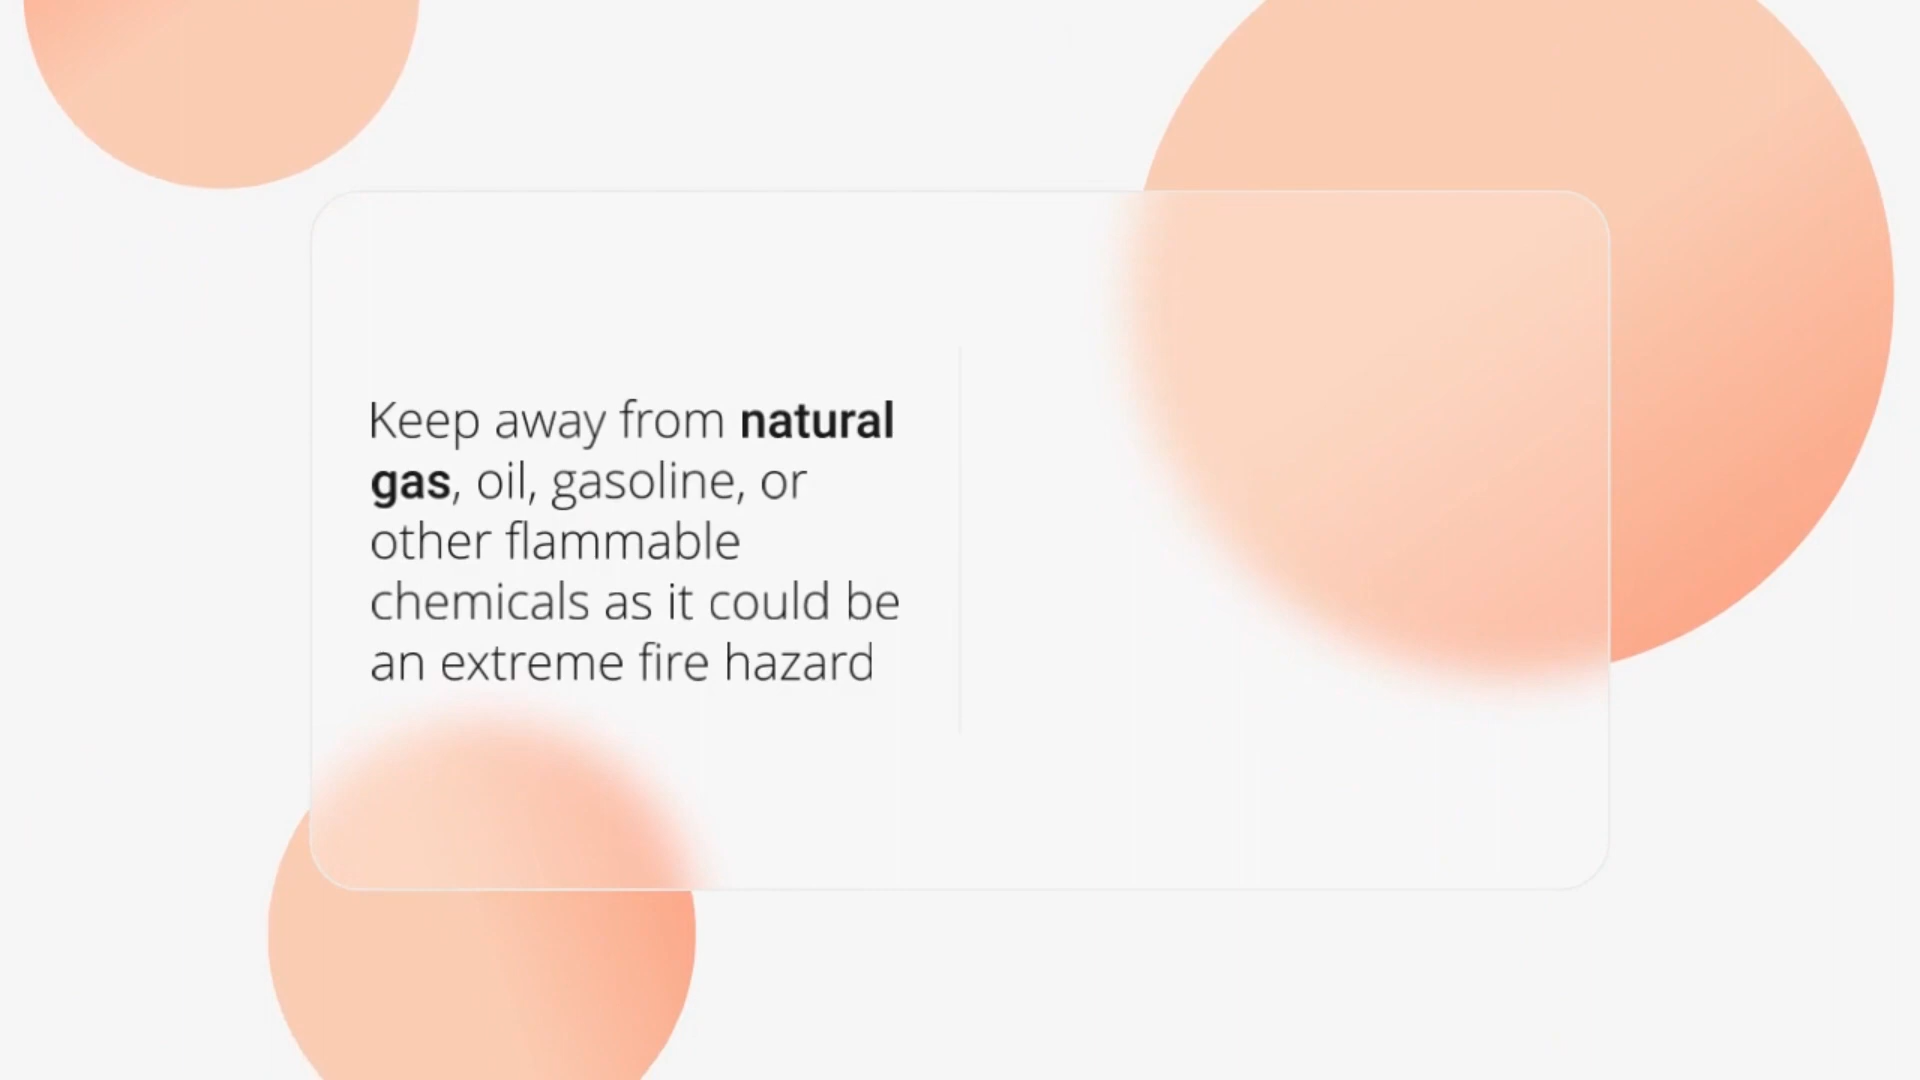 Keep away from natural
gas, oil, gasoline, or
other flammable
chemicals as it could be
an extreme fire hazard